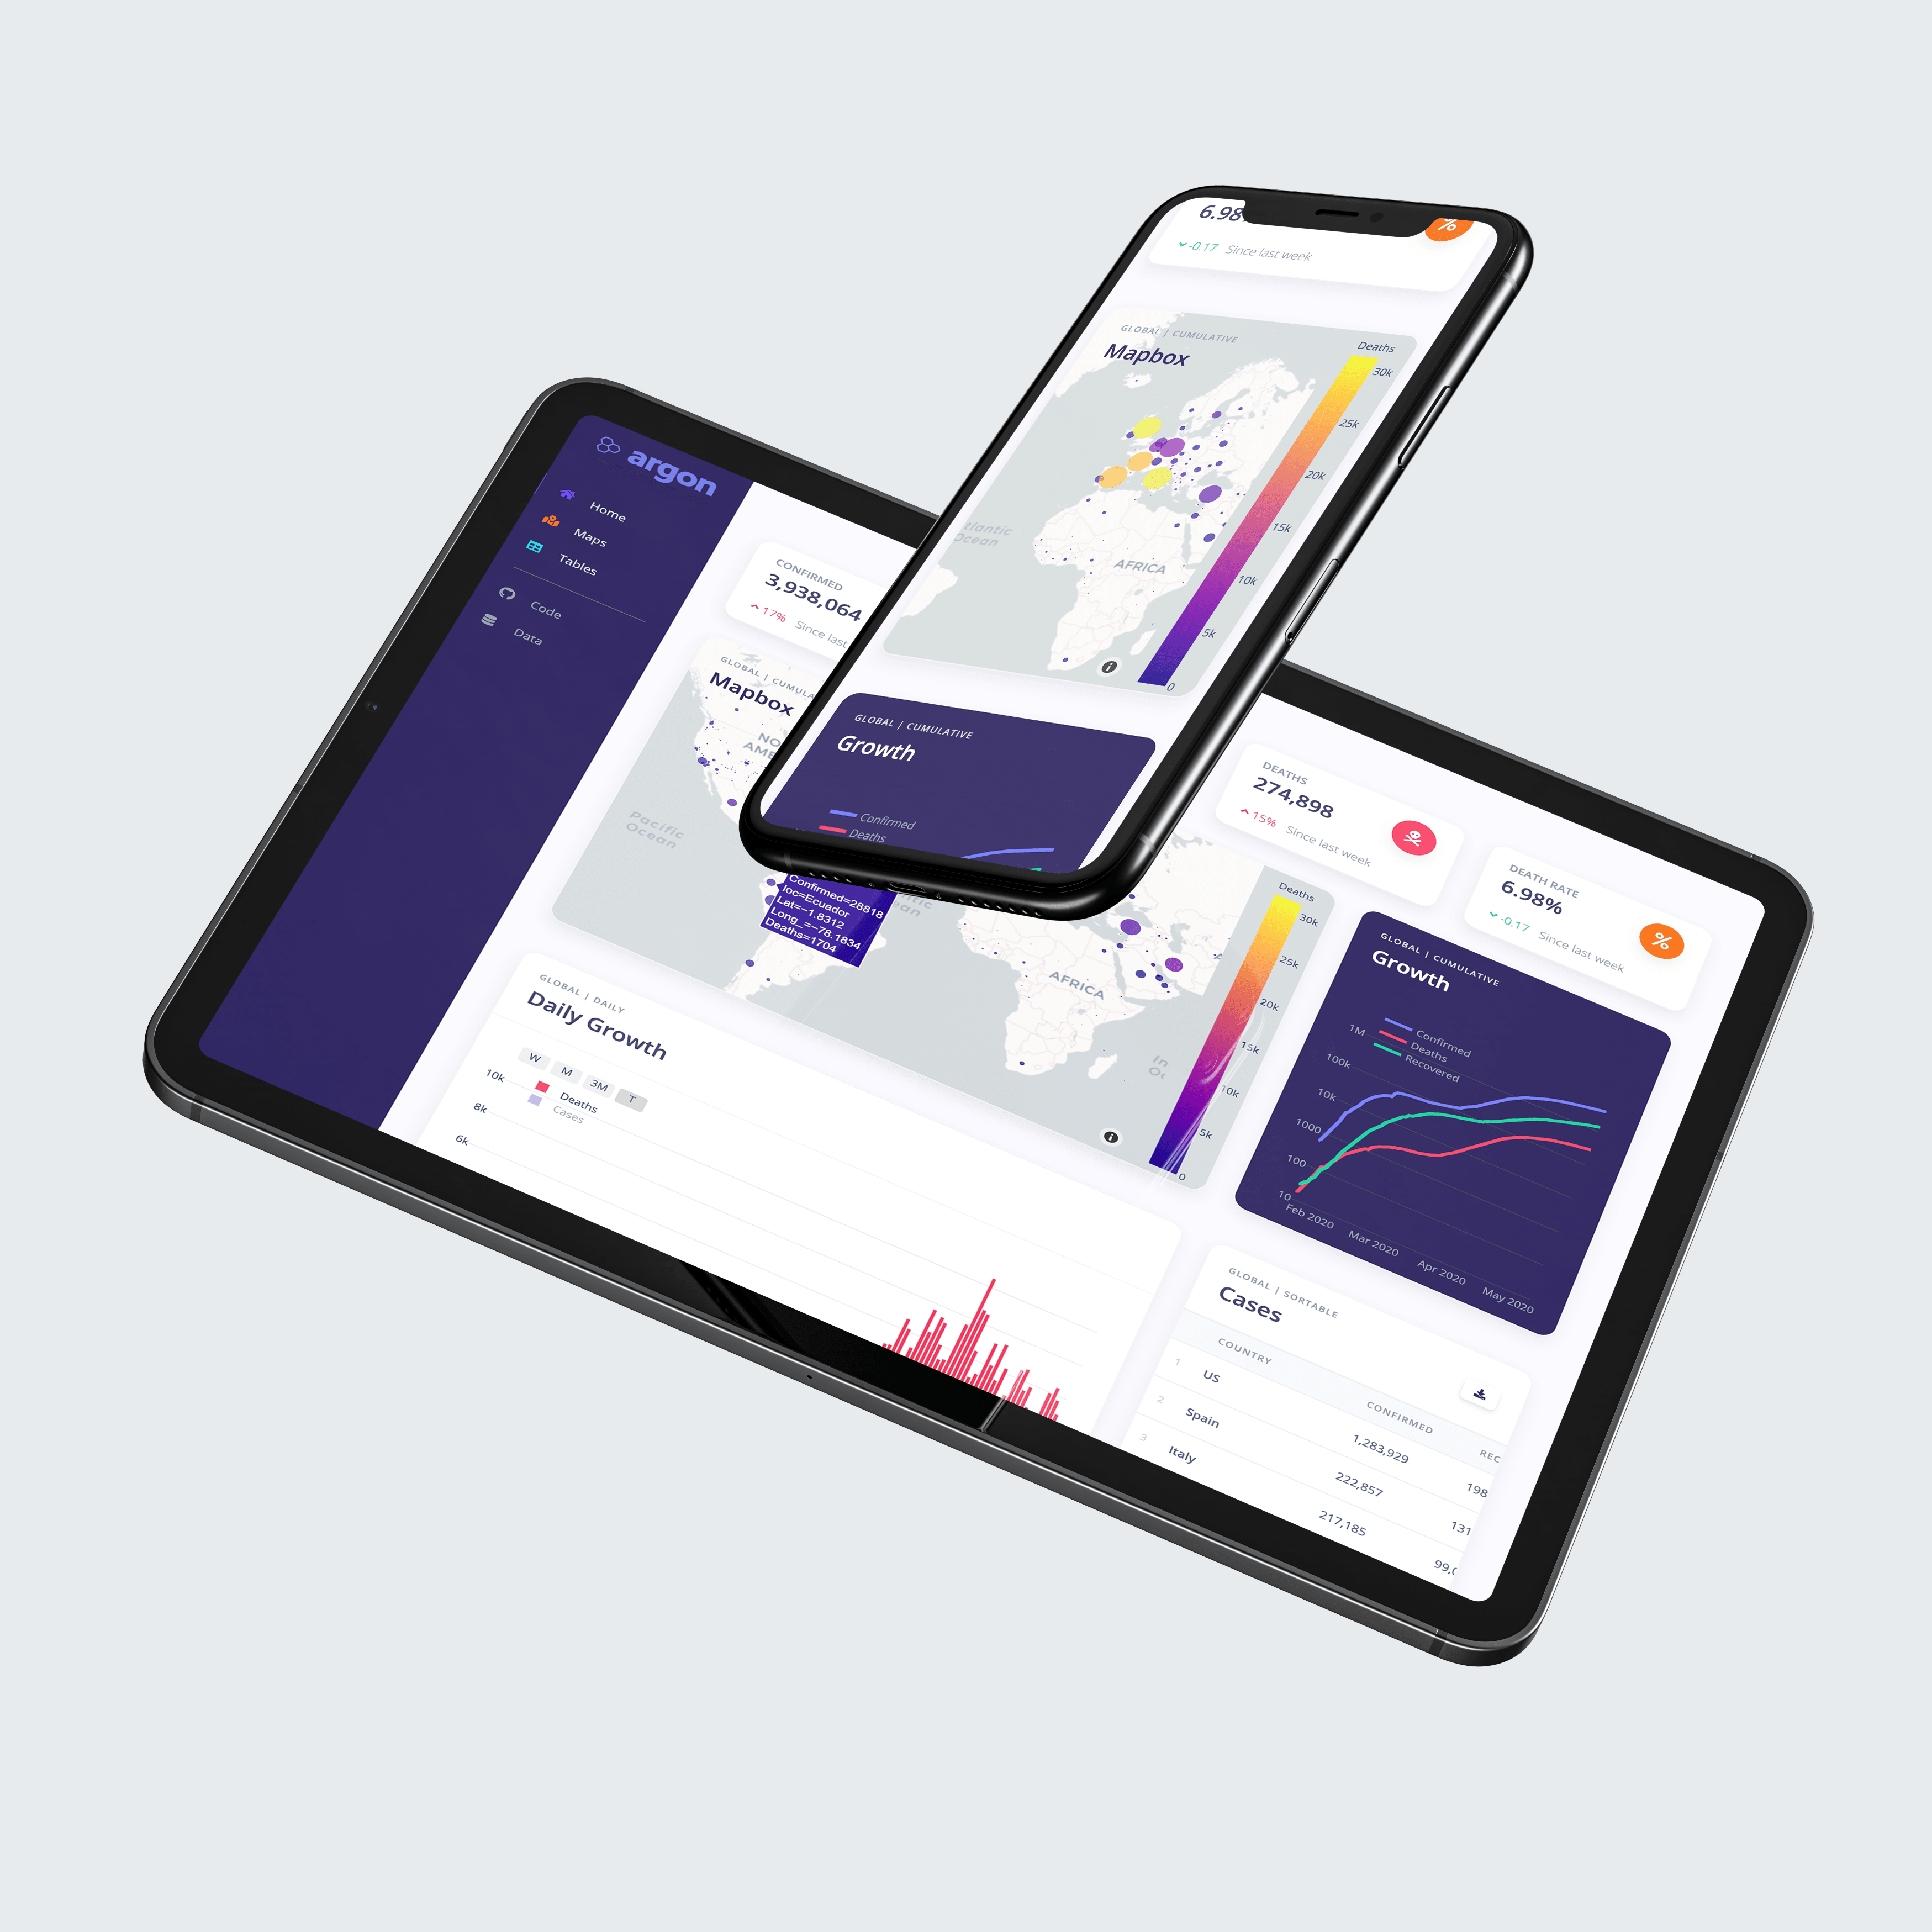 6.98
%
-0.17 Since last week
GLOBAL | CUMULATIVE
Mapbox
Deaths
30k
25k
20k
15k
10k
5k
0
Ocean
AFRICA
GLOBAL | CUMULATIVE
Growth
Confirmed
Deaths
argon
Home
Maps
Tables
Code
Data
CONFIRMED
3,938,064
17% Since last
GLOBAL |
Mapbox
Pacific
Ocean
Confirmed=28818
loc=Ecuador
Lat=−1.8312
Long_=−78.1834
Deaths=1704
AFRICA
Deaths
30k
25k
20k
15k
10k
5k
0
DEATHS
274,898
15% Since last week
DEATH RATE
6.98%
-0.17 Since last week
%
GLOBAL | CUMULATIVE
Growth
Confirmed
Deaths
Recovered
1M
100k
10k
1000
100
10
Feb 2020
Mar 2020
Apr 2020
May 2020
GLOBAL | DAILY
Daily Growth
W M 3M T
Deaths
Cases
10k
8k
6k
GLOBAL | SORTABLE
Cases
COUNTRY CONFIRMED
1 US 1,283,929 198
2 Spain 222,857 131
3 Italy 217,185